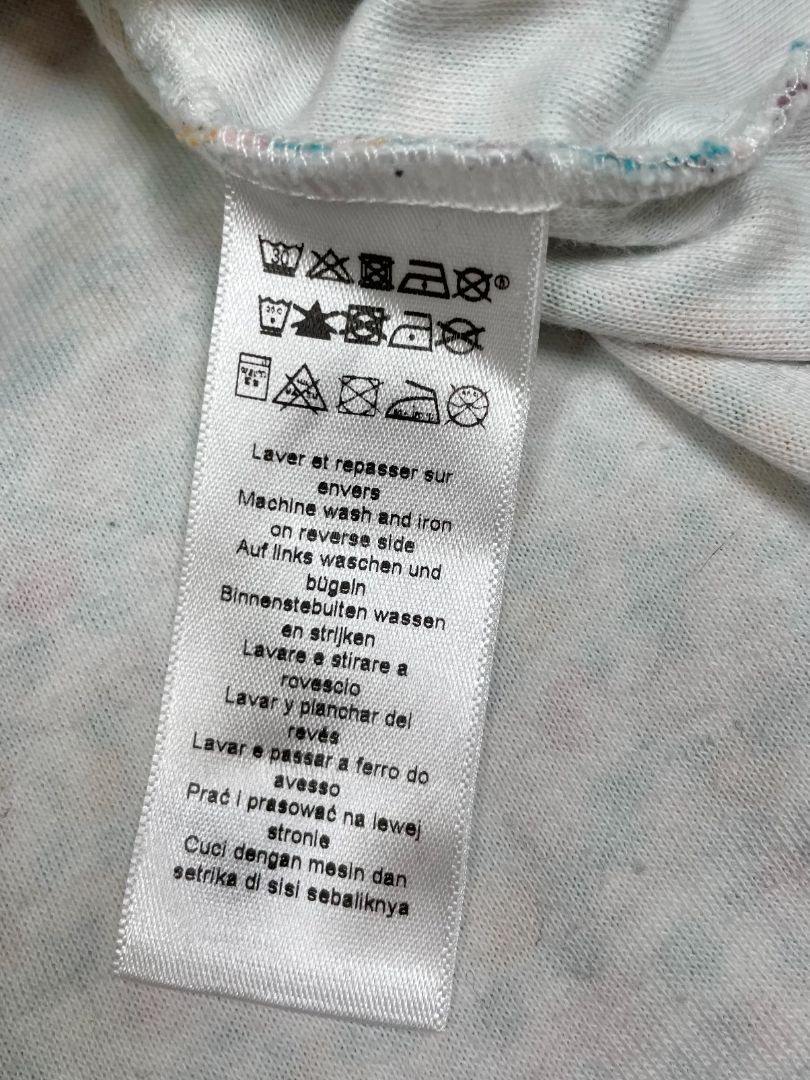 30
Laver et repasser sur
envers
Machine wash and iron
on reverse side
Auf links waschen und
bügeln
Binnenstebuiten wassen
en strijken
Lavare e stirare a
rovescio
Lavar y planchar del
revés
Lavar e passar a ferro do
avesso
Prać i prasować na lewej
stronie
Cuci dengan mesin dan
setrika di sisi sebaliknya